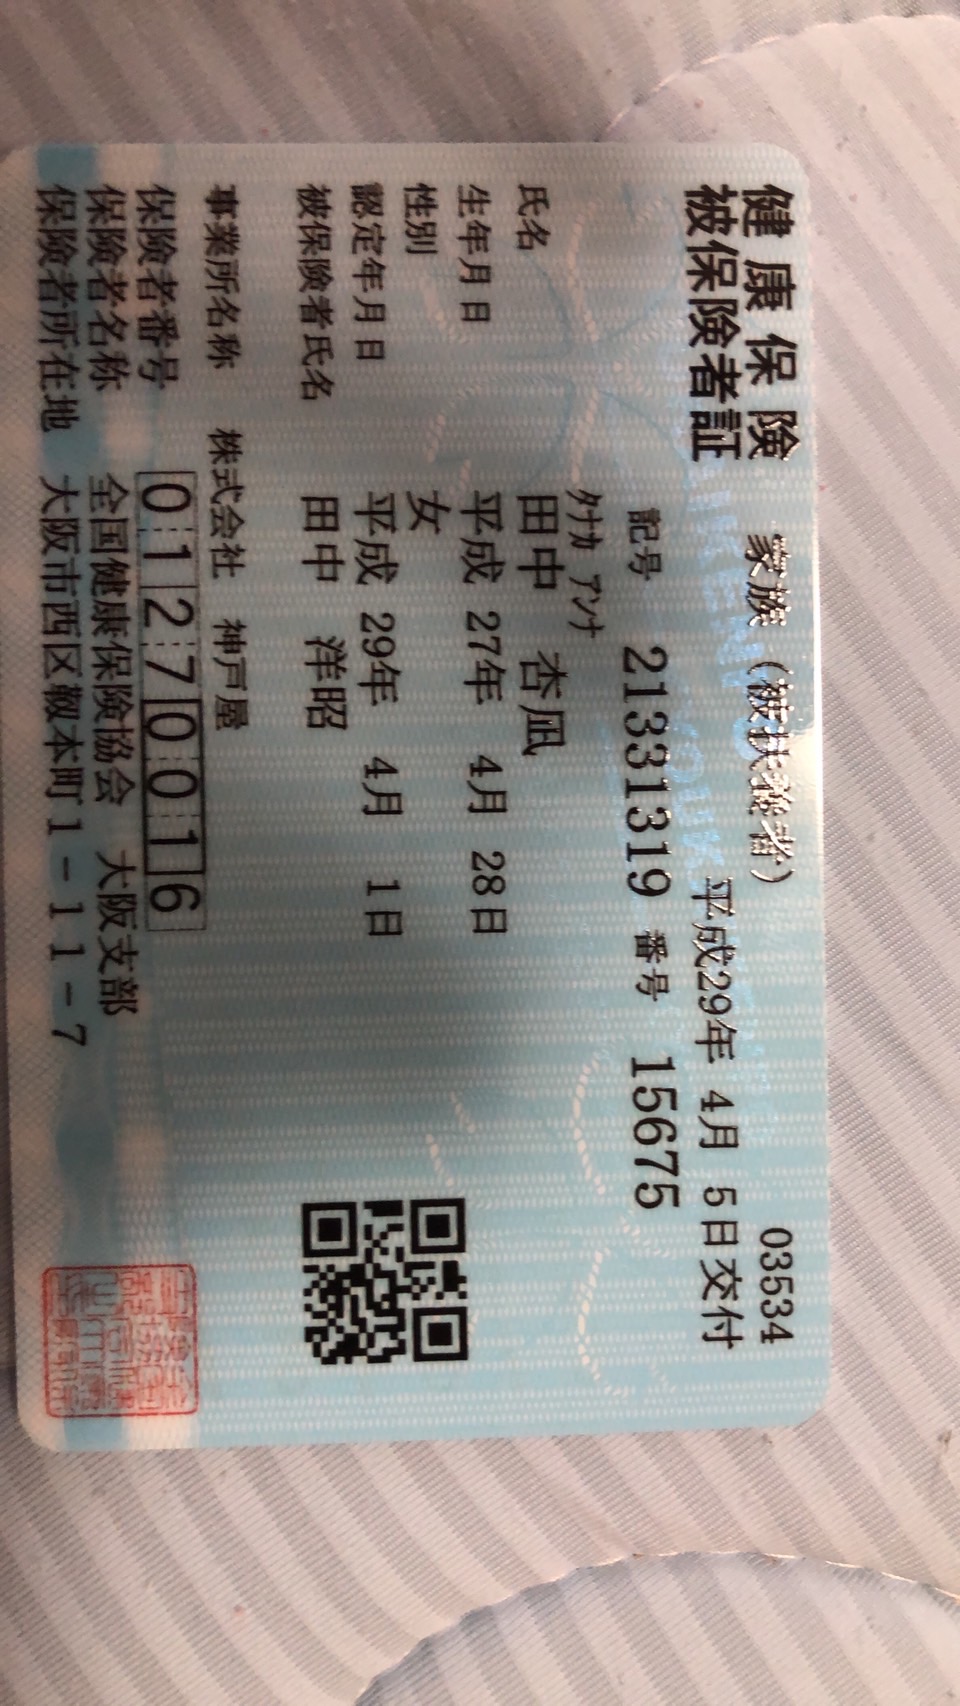 健康保険
被保険者証
家族（被扶養者）
03534
平成29年 4月 5日交付
記号 21331319 番号 15675
ﾀﾅｶ ｱﾝﾅ
氏名 田中 杏凪
生年月日 平成 27年 4月 28日
性別 女
認定年月日 平成 29年 4月 1日
被保険者氏名 田中 洋昭
事業所名称 株式会社 神戸屋
保険者番号 01270016
保険者名称 全国健康保険協会 大阪支部
保険者所在地 大阪市西区靱本町1-11-7